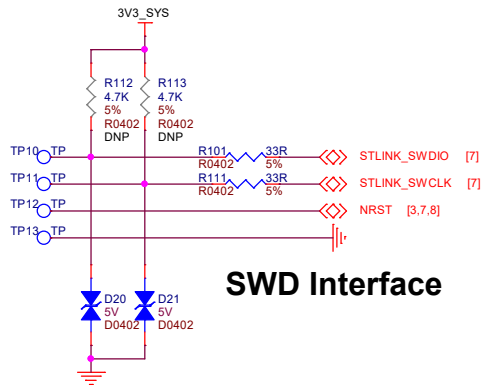 3V3_SYS
R112 R113
4.7K 4.7K
5% 5%
R0402 R0402
DNP DNP
TP10 TP R101 33R STLINK_SWDIO [7]
R0402 5%
TP11 TP R111 33R STLINK_SWCLK [7]
R0402 5%
TP12 TP NRST [3,7,8]
TP13 TP
SWD Interface
D20 D21
5V 5V
D0402 D0402